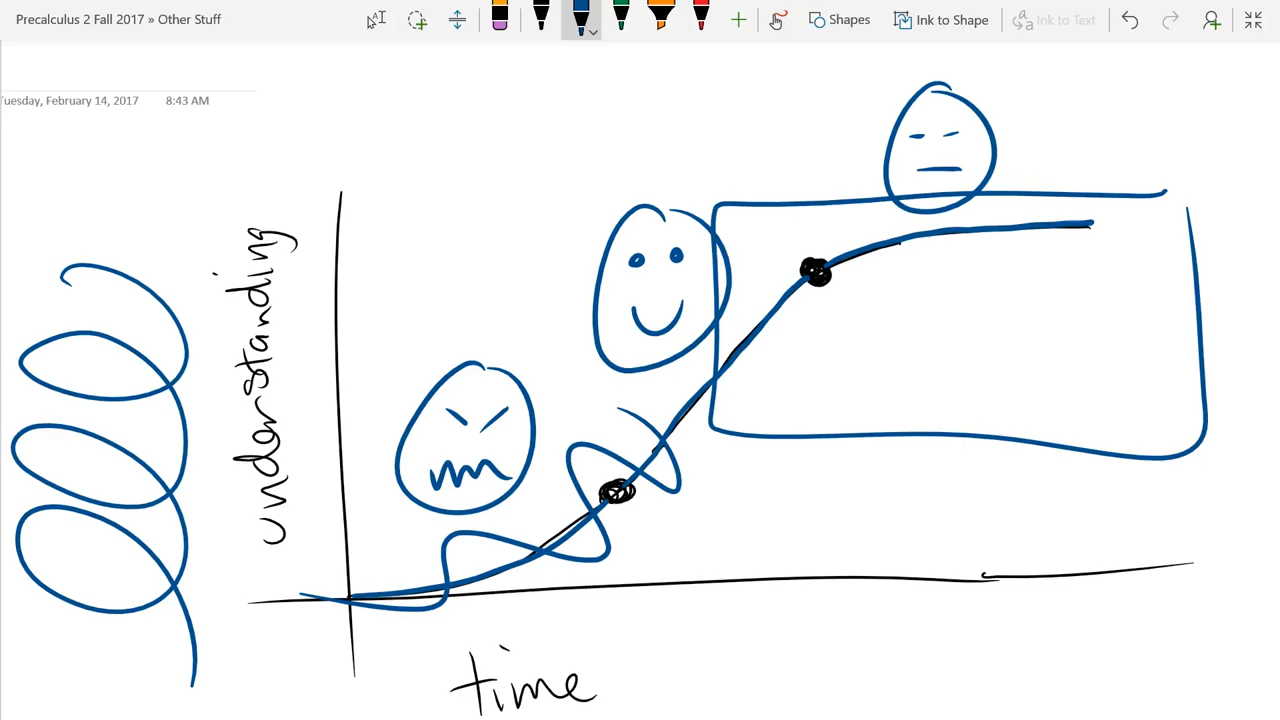 Precalculus 2 Fall 2017 » Other Stuff
Shapes
Ink to Shape
Ink to Text
Tuesday, February 14, 2017 8:43 AM
understanding
time